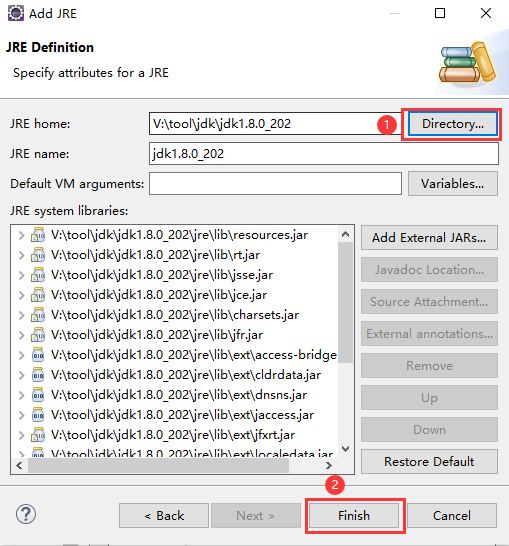 Add JRE
JRE Definition
Specify attributes for a JRE
JRE home:
V:\tool\jdk\jdk1.8.0_202
1
Directory...
JRE name:
jdk1.8.0_202
Default VM arguments:
Variables...
JRE system libraries:
V:\tool\jdk\jdk1.8.0_202\jre\lib\resources.jar
V:\tool\jdk\jdk1.8.0_202\jre\lib\rt.jar
V:\tool\jdk\jdk1.8.0_202\jre\lib\jsse.jar
V:\tool\jdk\jdk1.8.0_202\jre\lib\jce.jar
V:\tool\jdk\jdk1.8.0_202\jre\lib\charsets.jar
V:\tool\jdk\jdk1.8.0_202\jre\lib\jfr.jar
V:\tool\jdk\jdk1.8.0_202\jre\lib\ext\access-bridge
V:\tool\jdk\jdk1.8.0_202\jre\lib\ext\cldrdata.jar
V:\tool\jdk\jdk1.8.0_202\jre\lib\ext\dnsns.jar
V:\tool\jdk\jdk1.8.0_202\jre\lib\ext\jaccess.jar
V:\tool\jdk\jdk1.8.0_202\jre\lib\ext\jfxrt.jar
V:\tool\jdk\jdk1.8.0_202\jre\lib\ext\localedata.jar
Add External JARs...
Javadoc Location...
Source Attachment...
External annotations...
Remove
Up
Down
Restore Default
2
?
< Back
Next >
Finish
Cancel